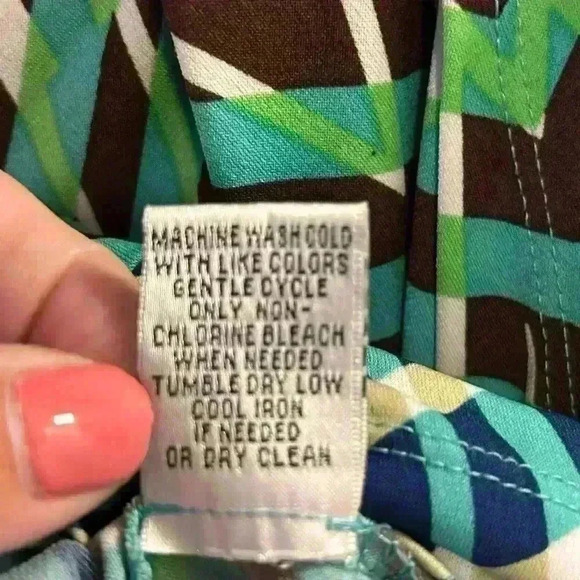 MACHINE WASH COLD
WITH LIKE COLORS
GENTLE CYCLE
ONLY NON-
CHLORINE BLEACH
WHEN NEEDED
TUMBLE DRY LOW
COOL IRON
IF NEEDED
OR DRY CLEAN